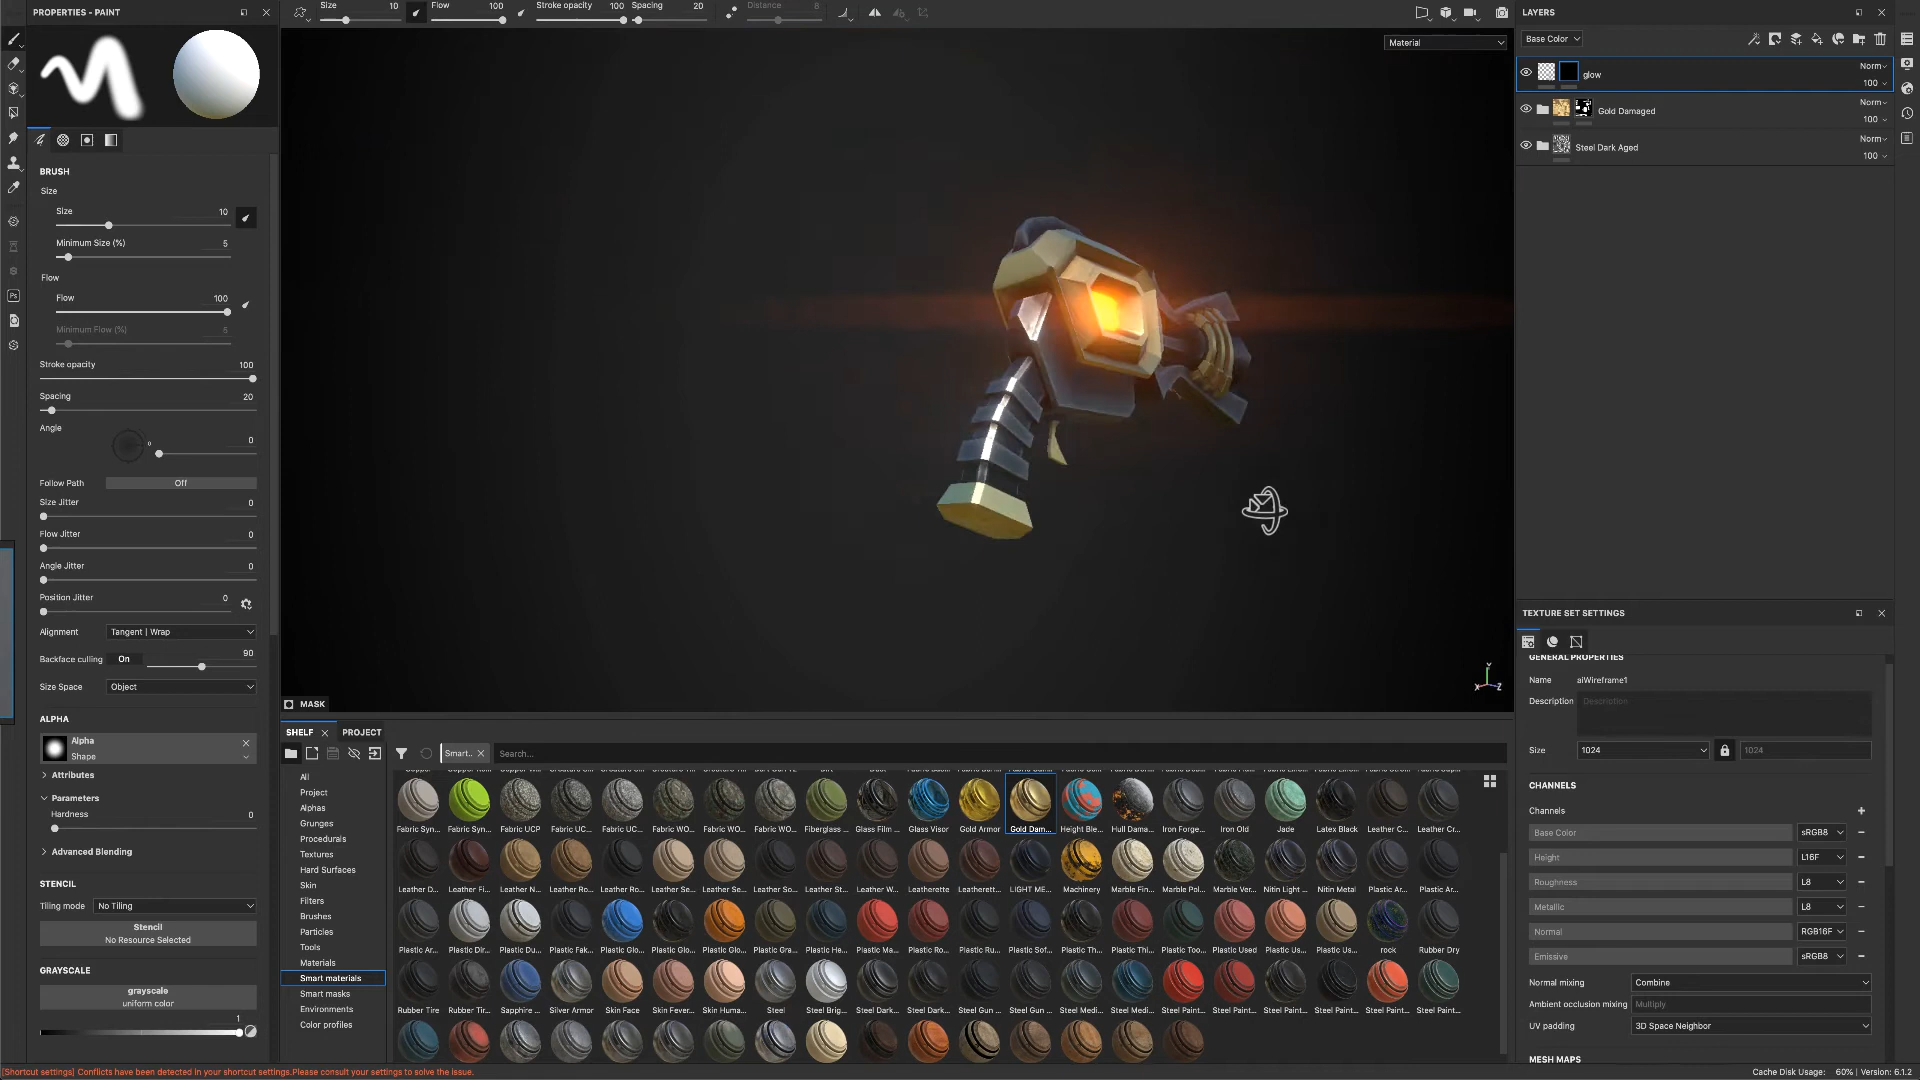 PROPERTIES - PAINT
Size 10 Flow 100 Stroke opacity 100 Spacing 20 Distance 8
Material
LAYERS
Base Color
glow Norm 100
Gold Damaged Norm 100
Steel Dark Aged Norm 100
BRUSH
Size
Size 10
Minimum Size (%) 5
Flow
Flow 100
Minimum Flow (%) 5
Stroke opacity 100
Spacing 20
Angle 0
Follow Path Off
Size Jitter 0
Flow Jitter 0
Angle Jitter 0
Position Jitter 0
Alignment Tangent | Wrap
Backface culling On 90
Size Space Object
ALPHA
Alpha
Shape
Attributes
Parameters
Hardness 0
Advanced Blending
STENCIL
Tiling mode No Tiling
Stencil
No Resource Selected
GRAYSCALE
grayscale
uniform color
1
Ps
Y
X Z
MASK
SHELF PROJECT
Smart.. Search...
All
Project
Alphas
Grunges
Procedurals
Textures
Hard Surfaces
Skin
Filters
Brushes
Particles
Tools
Materials
Smart materials
Smart masks
Environments
Color profiles
Fabric Syn... Fabric Syn... Fabric UCP Fabric UC... Fabric UC... Fabric WO... Fabric WO... Fabric WO... Fiberglass ... Glass Film ... Glass Visor Gold Armor Gold Dam... Height Ble... Hull Dama... Iron Forge... Iron Old Jade Latex Black Leather C... Leather Cr...
Leather D... Leather Fi... Leather N... Leather Ro... Leather Ro... Leather Se... Leather Se... Leather So... Leather St... Leather W... Leatherette Leatherett... LIGHT ME... Machinery Marble Fin... Marble Pol... Marble Ver... Nitin Light ... Nitin Metal Plastic Ar... Plastic Ar...
Plastic Ar... Plastic Dir... Plastic Du... Plastic Fak... Plastic Glo... Plastic Glo... Plastic Glo... Plastic Gra... Plastic He... Plastic Ma... Plastic Ro... Plastic Ru... Plastic Sof... Plastic Th... Plastic Thi... Plastic Too... Plastic Used Plastic Us... Plastic Us... rock Rubber Dry
Rubber Tire Rubber Tir... Sapphire ... Silver Armor Skin Face Skin Fever... Skin Huma... Steel Steel Brig... Steel Dark... Steel Dark... Steel Gun ... Steel Gun ... Steel Medi... Steel Medi... Steel Paint... Steel Paint... Steel Paint... Steel Paint... Steel Paint... Steel Paint...
TEXTURE SET SETTINGS
GENERAL PROPERTIES
Name aiWireframe1
Description Description
Size 1024 1024
CHANNELS
Channels
Base Color sRGB8
Height L16F
Roughness L8
Metallic L8
Normal RGB16F
Emissive sRGB8
Normal mixing Combine
Ambient occlusion mixing Multiply
UV padding 3D Space Neighbor
MESH MAPS
[Shortcut settings] Conflicts have been detected in your shortcut settings.Please consult your settings to solve the issue.
Cache Disk Usage: 60% | Version: 6.1.2